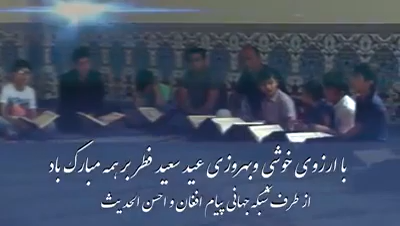 با ارزوی خوشی وبهروزی عید سعید فطر بر همه مبارک باد
از طرف شبکه جهانی پیام افغان و احسن الحدیث